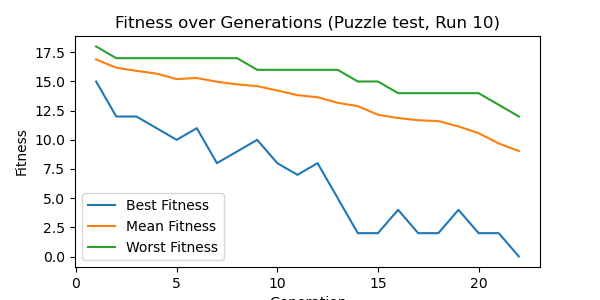 Fitness over Generations (Puzzle test, Run 10)
Fitness
17.5
15.0
12.5
10.0
7.5
5.0
2.5
0.0
Best Fitness
Mean Fitness
Worst Fitness
0 5 10 15 20
Generation